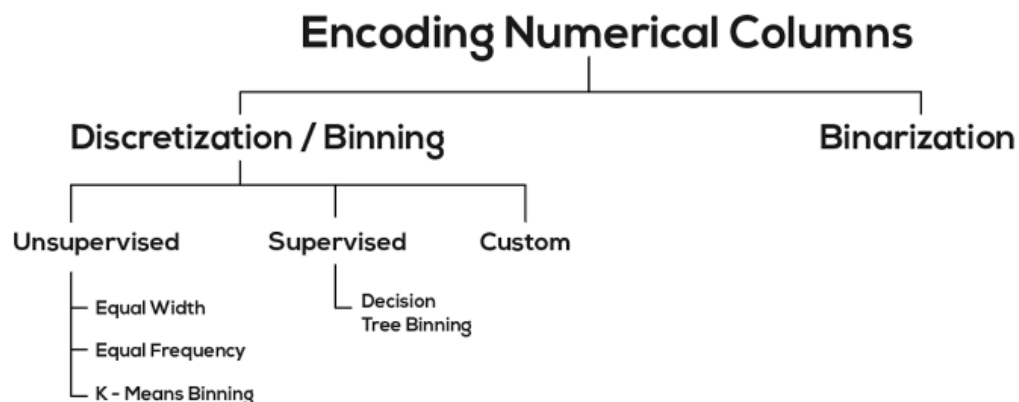 Encoding Numerical Columns
Discretization / Binning
Binarization
Unsupervised
Supervised
Custom
Equal Width
Equal Frequency
K - Means Binning
Decision
Tree Binning